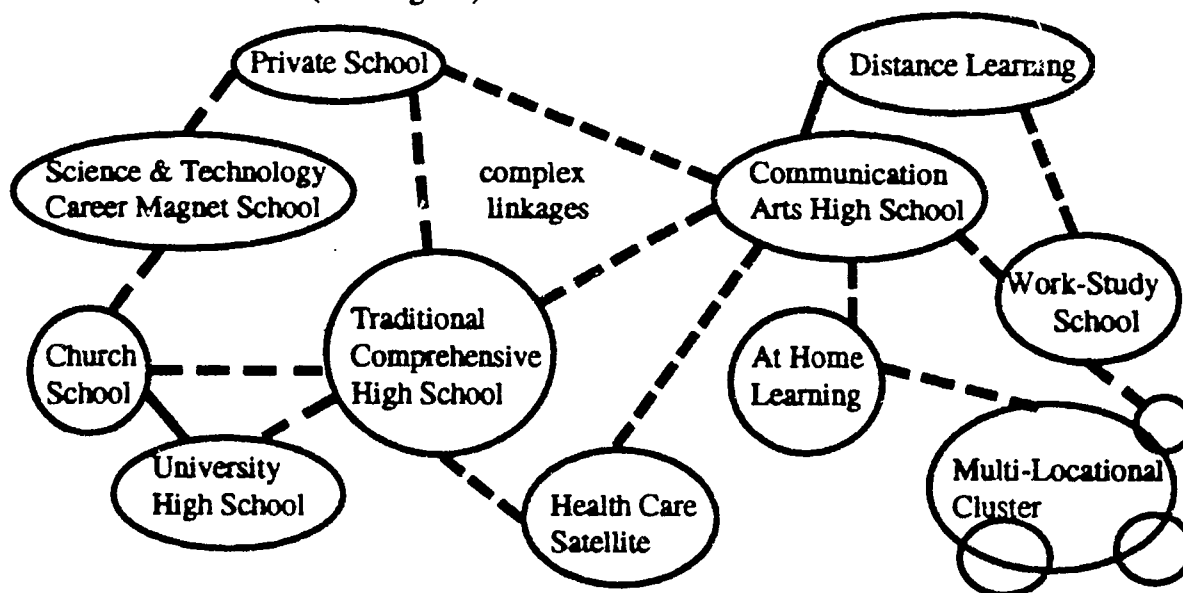 Private School
Distance Learning
Science & Technology
Career Magnet School
complex
linkages
Communication
Arts High School
Work-Study
School
Church
School
Traditional
Comprehensive
High School
At Home
Learning
University
High School
Health Care
Satellite
Multi-Locational
Cluster